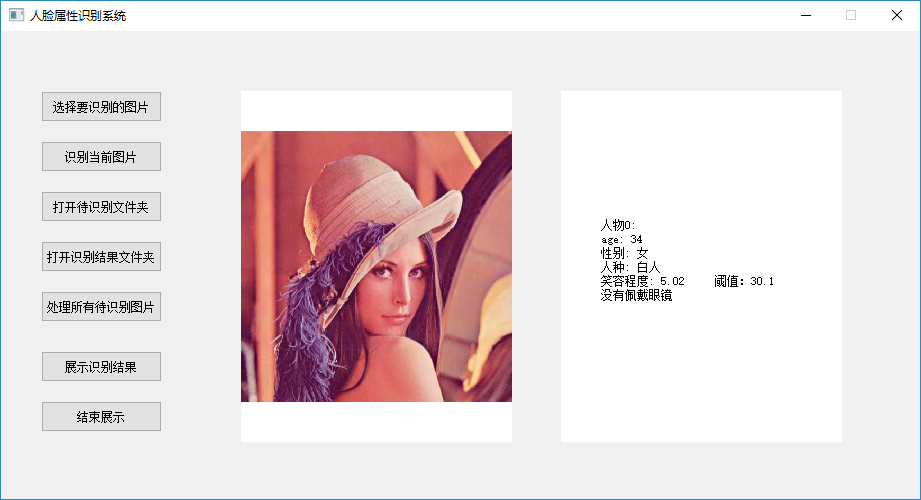 人脸属性识别系统
选择要识别的图片
识别当前图片
打开待识别文件夹
打开识别结果文件夹
处理所有待识别图片
展示识别结果
结束展示
人物0:
age: 34
性别: 女
人种: 白人
笑容程度: 5.02 阈值: 30.1
没有佩戴眼镜